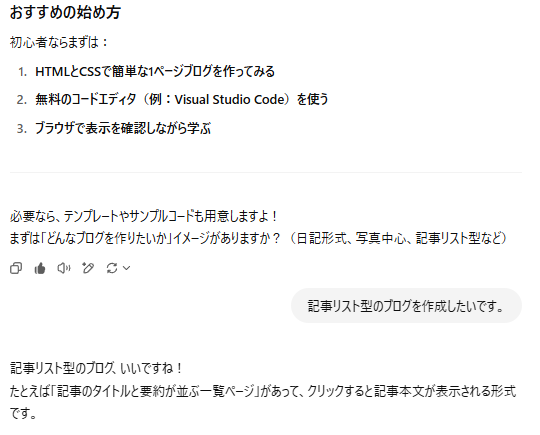 おすすめの始め方
初心者ならまずは：
1. HTMLとCSSで簡単な1ページブログを作ってみる
2. 無料のコードエディタ（例：Visual Studio Code）を使う
3. ブラウザで表示を確認しながら学ぶ
必要なら、テンプレートやサンプルコードも用意しますよ！
まずは「どんなブログを作りたいか」イメージがありますか？（日記形式、写真中心、記事リスト型など）
記事リスト型のブログを作成したいです。
記事リスト型のブログ、いいですね！
たとえば「記事のタイトルと要約が並ぶ一覧ページ」があって、クリックすると記事本文が表示される形式
です。